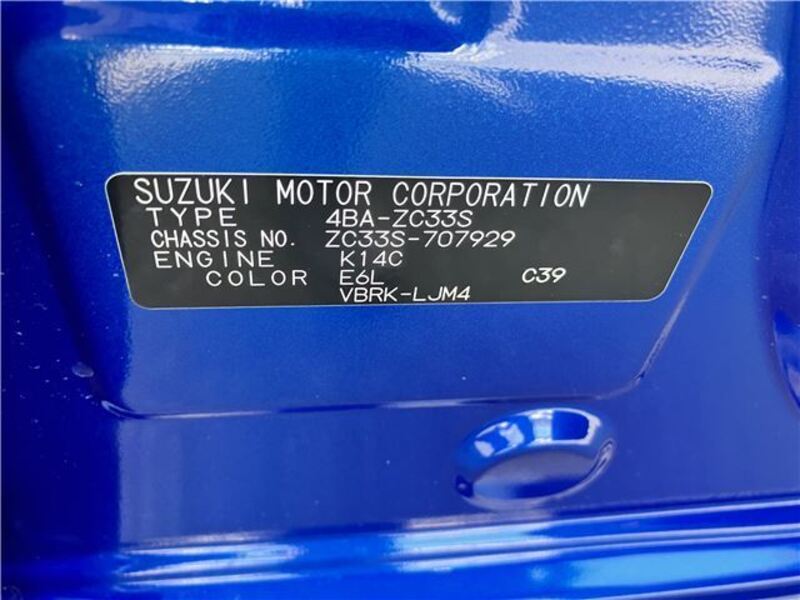 SUZUKI MOTOR CORPORATION
TYPE 4BA-ZC33S
CHASSIS NO. ZC33S-707929
ENGINE K14C
COLOR E6L C39
VBRK-LJM4